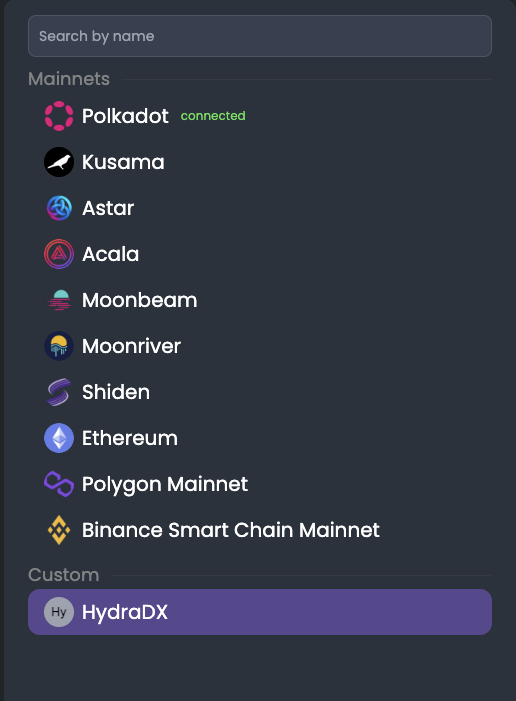 Search by name
Mainnets
Polkadot connected
Kusama
Astar
Acala
Moonbeam
Moonriver
Shiden
Ethereum
Polygon Mainnet
Binance Smart Chain Mainnet
Custom
Hy HydraDX